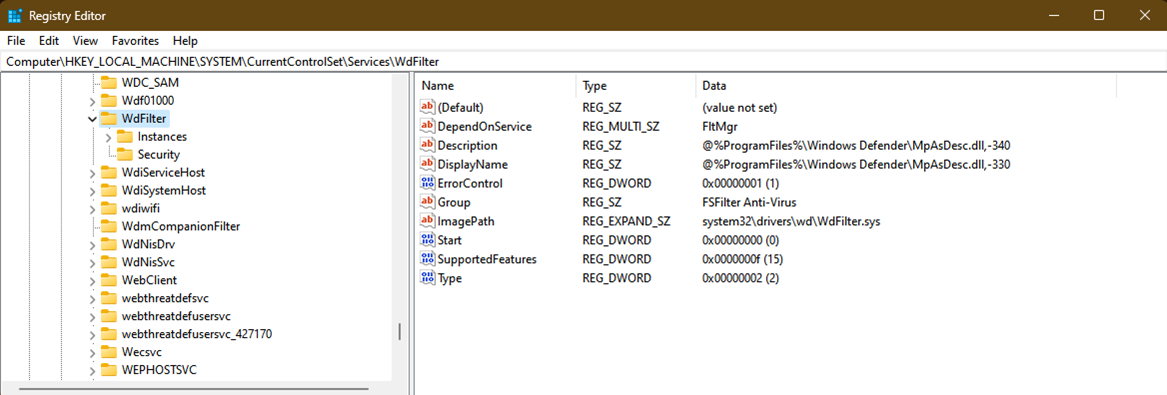 Registry Editor
File Edit View Favorites Help
Computer\HKEY_LOCAL_MACHINE\SYSTEM\CurrentControlSet\Services\WdFilter
WDC_SAM
Wdf01000
WdFilter
Instances
Security
WdiServiceHost
WdiSystemHost
wdiwifi
WdmCompanionFilter
WdNisDrv
WdNisSvc
WebClient
webthreatdefsvc
webthreatdefusersvc
webthreatdefusersvc_427170
Wecsvc
WEPHOSTSVC
Name Type Data
(Default) REG_SZ (value not set)
DependOnService REG_MULTI_SZ FltMgr
Description REG_SZ @%ProgramFiles%\Windows Defender\MpAsDesc.dll,-340
DisplayName REG_SZ @%ProgramFiles%\Windows Defender\MpAsDesc.dll,-330
ErrorControl REG_DWORD 0x00000001 (1)
Group REG_SZ FSFilter Anti-Virus
ImagePath REG_EXPAND_SZ system32\drivers\wd\WdFilter.sys
Start REG_DWORD 0x00000000 (0)
SupportedFeatures REG_DWORD 0x0000000f (15)
Type REG_DWORD 0x00000002 (2)